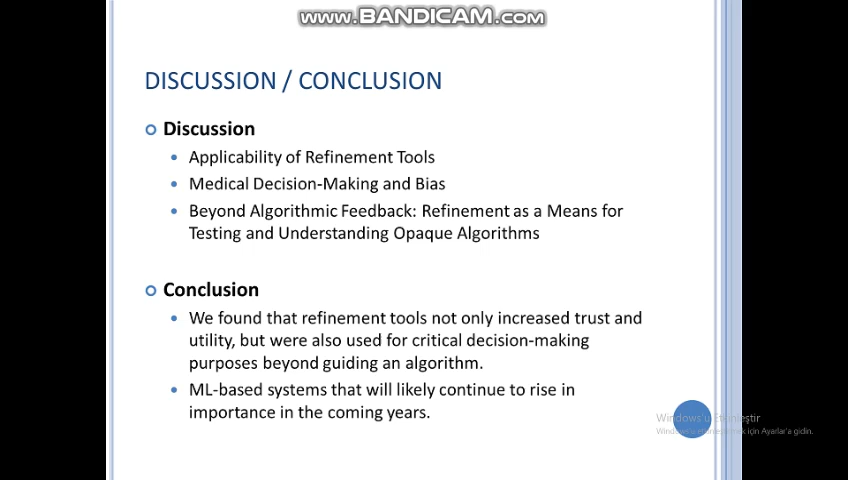 www.BANDICAM.com
DISCUSSION / CONCLUSION
Discussion
Applicability of Refinement Tools
Medical Decision-Making and Bias
Beyond Algorithmic Feedback: Refinement as a Means for
Testing and Understanding Opaque Algorithms
Conclusion
We found that refinement tools not only increased trust and
utility, but were also used for critical decision-making
purposes beyond guiding an algorithm.
ML-based systems that will likely continue to rise in
importance in the coming years.
Windows'u Etkinleştir
Windows'u etkinleştirmek için Ayarlar'a gidin.